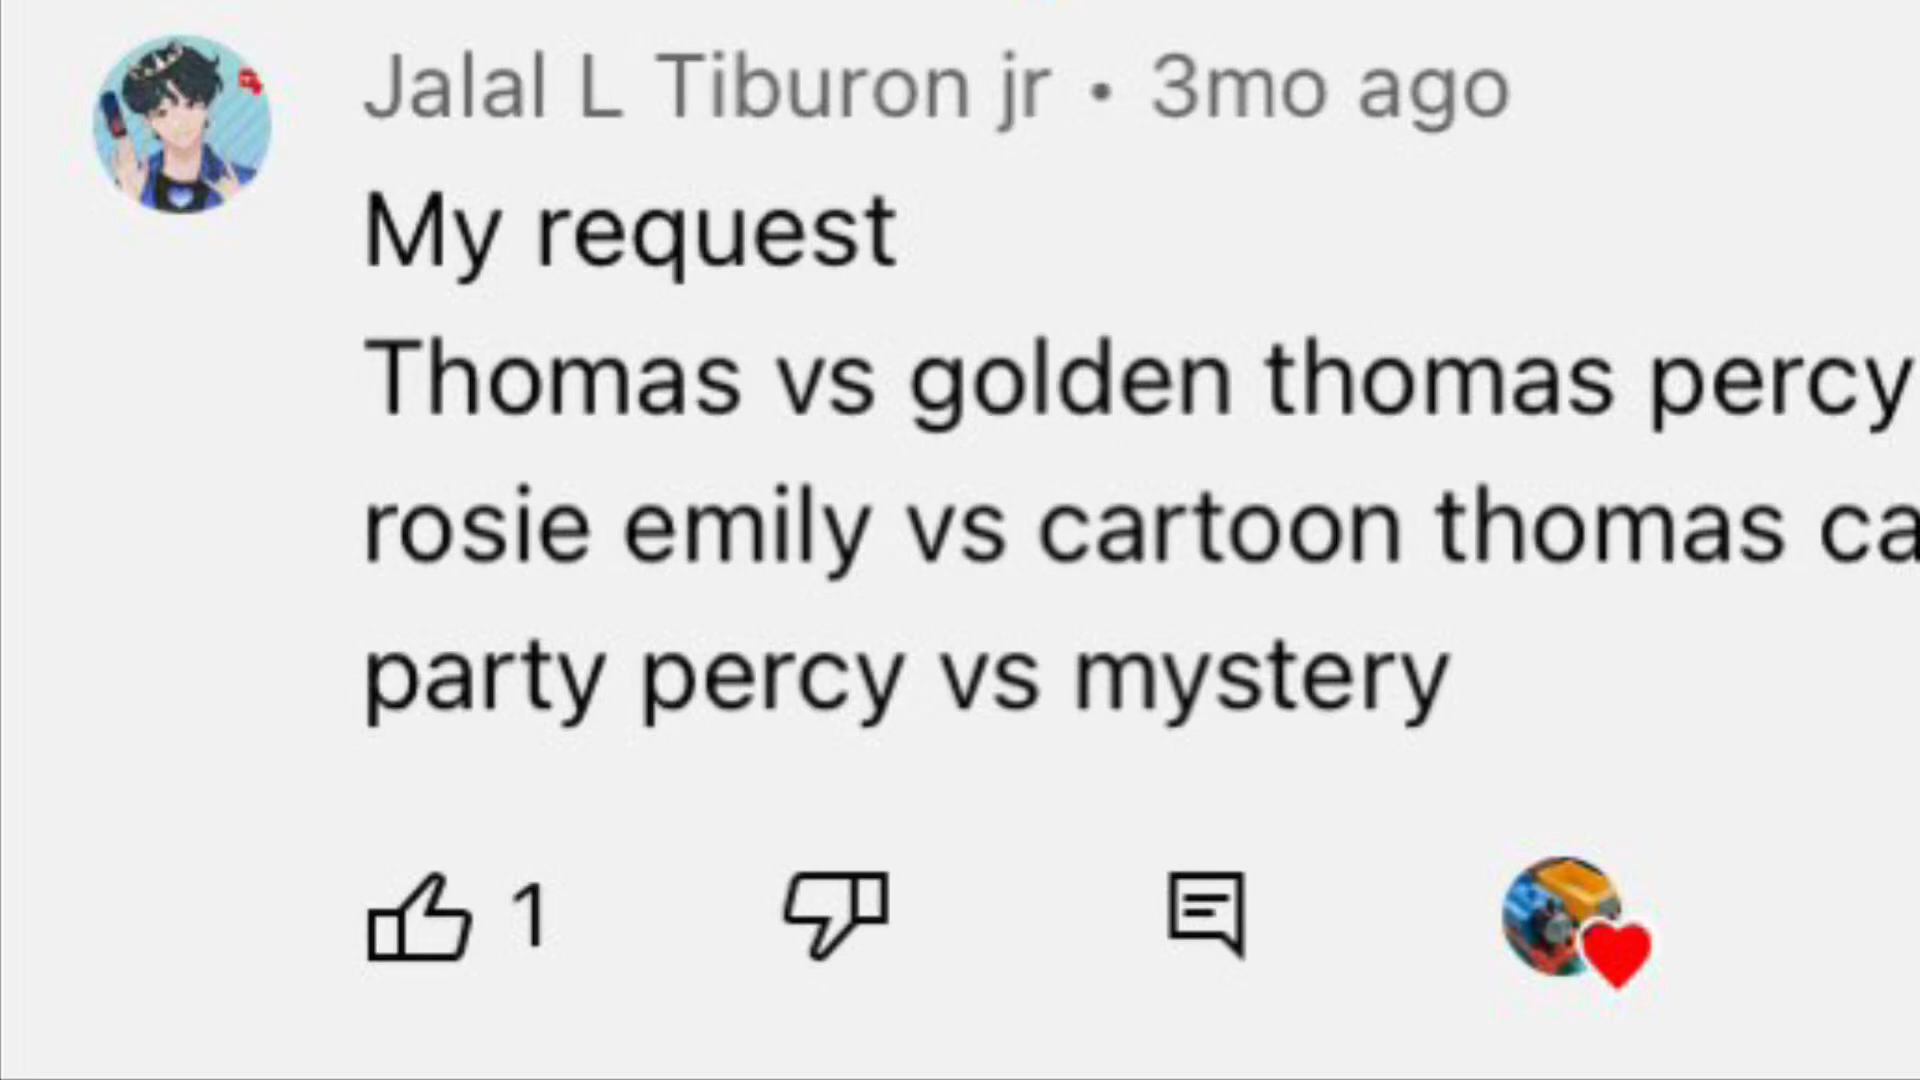 Jalal L Tiburon jr • 3mo ago
My request
Thomas vs golden thomas percy
rosie emily vs cartoon thomas ca
party percy vs mystery
1